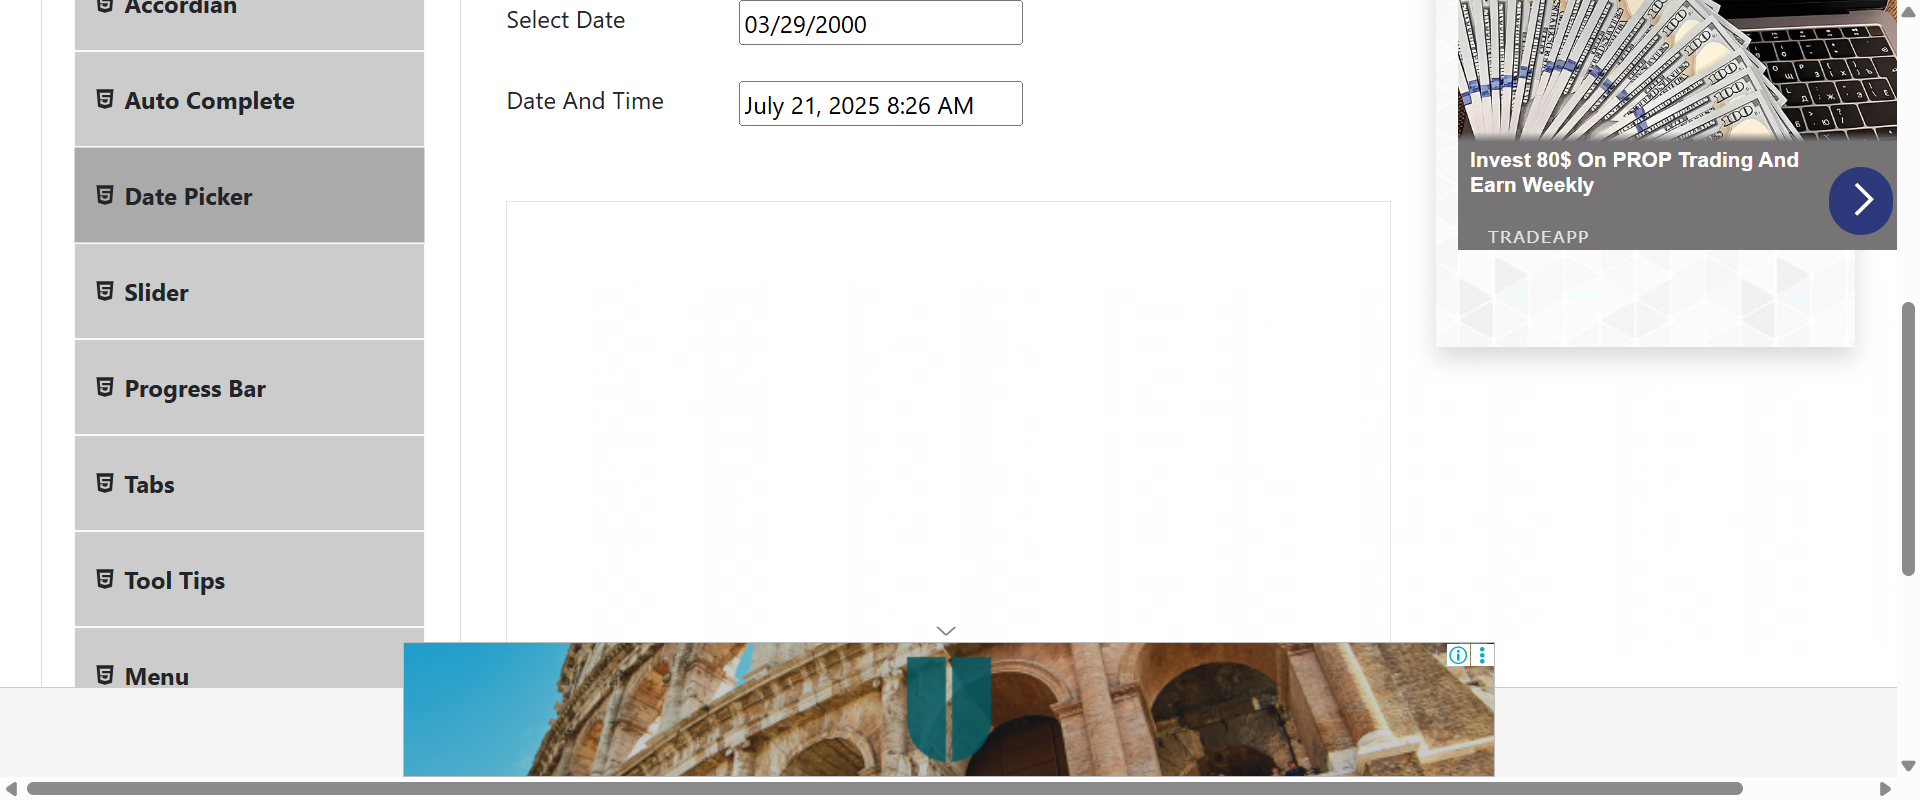 Accordian
Auto Complete
Date Picker
Slider
Progress Bar
Tabs
Tool Tips
Menu
Select Date
03/29/2000
Date And Time
July 21, 2025 8:26 AM
Invest 80$ On PROP Trading And
Earn Weekly
TRADEAPP